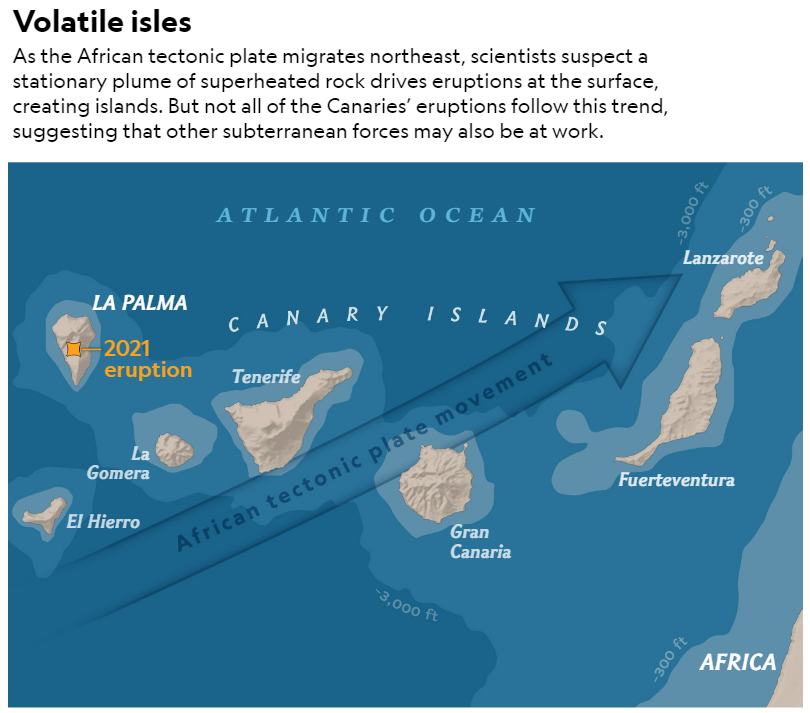 Volatile isles
As the African tectonic plate migrates northeast, scientists suspect a
stationary plume of superheated rock drives eruptions at the surface,
creating islands. But not all of the Canaries’ eruptions follow this trend,
suggesting that other subterranean forces may also be at work.
ATLANTIC OCEAN
-3,000 ft
-300 ft
Lanzarote
LA PALMA
CANARY ISLANDS
2021
eruption
Tenerife
African tectonic plate movement
La
Gomera
Fuerteventura
El Hierro
Gran
Canaria
-3,000 ft
-300 ft
AFRICA